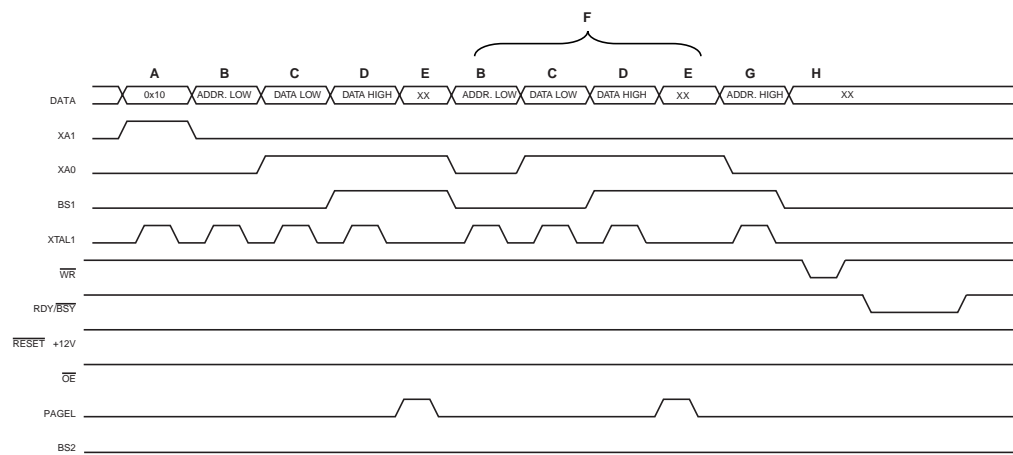 F
A B C D E B C D E G H
DATA 0x10 ADDR. LOW DATA LOW DATA HIGH XX ADDR. LOW DATA LOW DATA HIGH XX ADDR. HIGH XX
XA1
XA0
BS1
XTAL1
WR
RDY/BSY
RESET +12V
OE
PAGEL
BS2